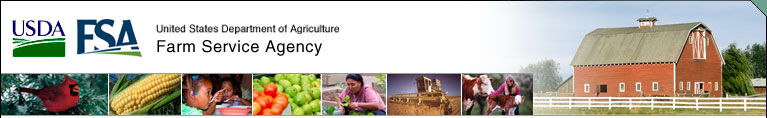 USDA
FSA
United States Department of Agriculture
Farm Service Agency